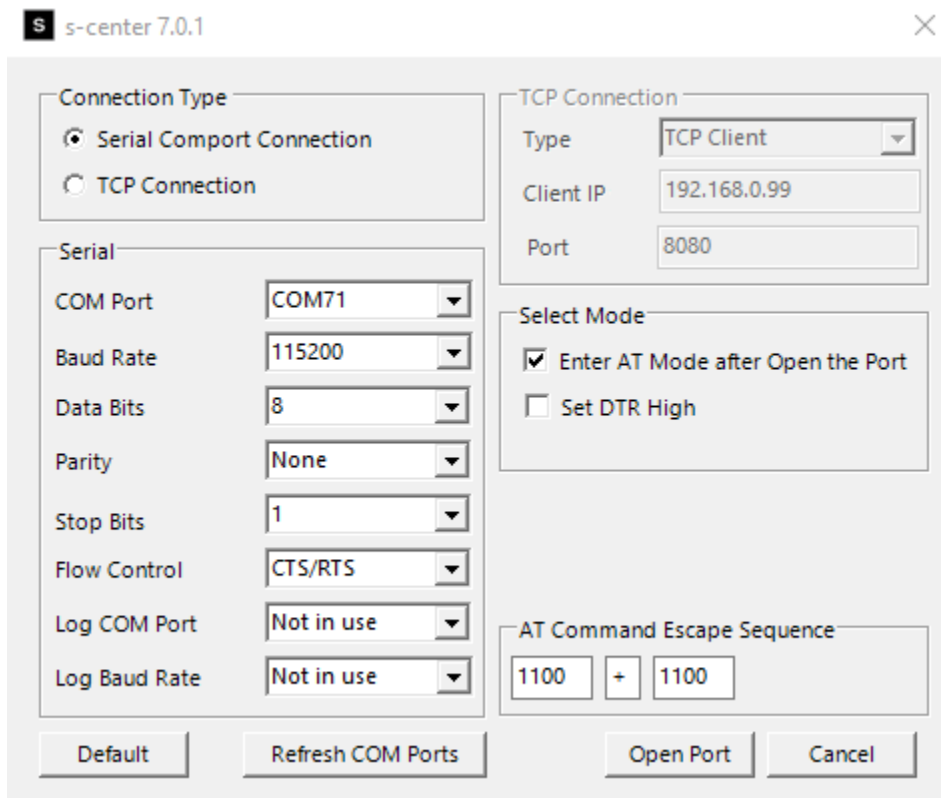 S s-center 7.0.1
Connection Type
Serial Comport Connection
TCP Connection
Serial
COM Port COM71
Baud Rate 115200
Data Bits 8
Parity None
Stop Bits 1
Flow Control CTS/RTS
Log COM Port Not in use
Log Baud Rate Not in use
TCP Connection
Type TCP Client
Client IP 192.168.0.99
Port 8080
Select Mode
Enter AT Mode after Open the Port
Set DTR High
AT Command Escape Sequence
1100 + 1100
Default Refresh COM Ports Open Port Cancel